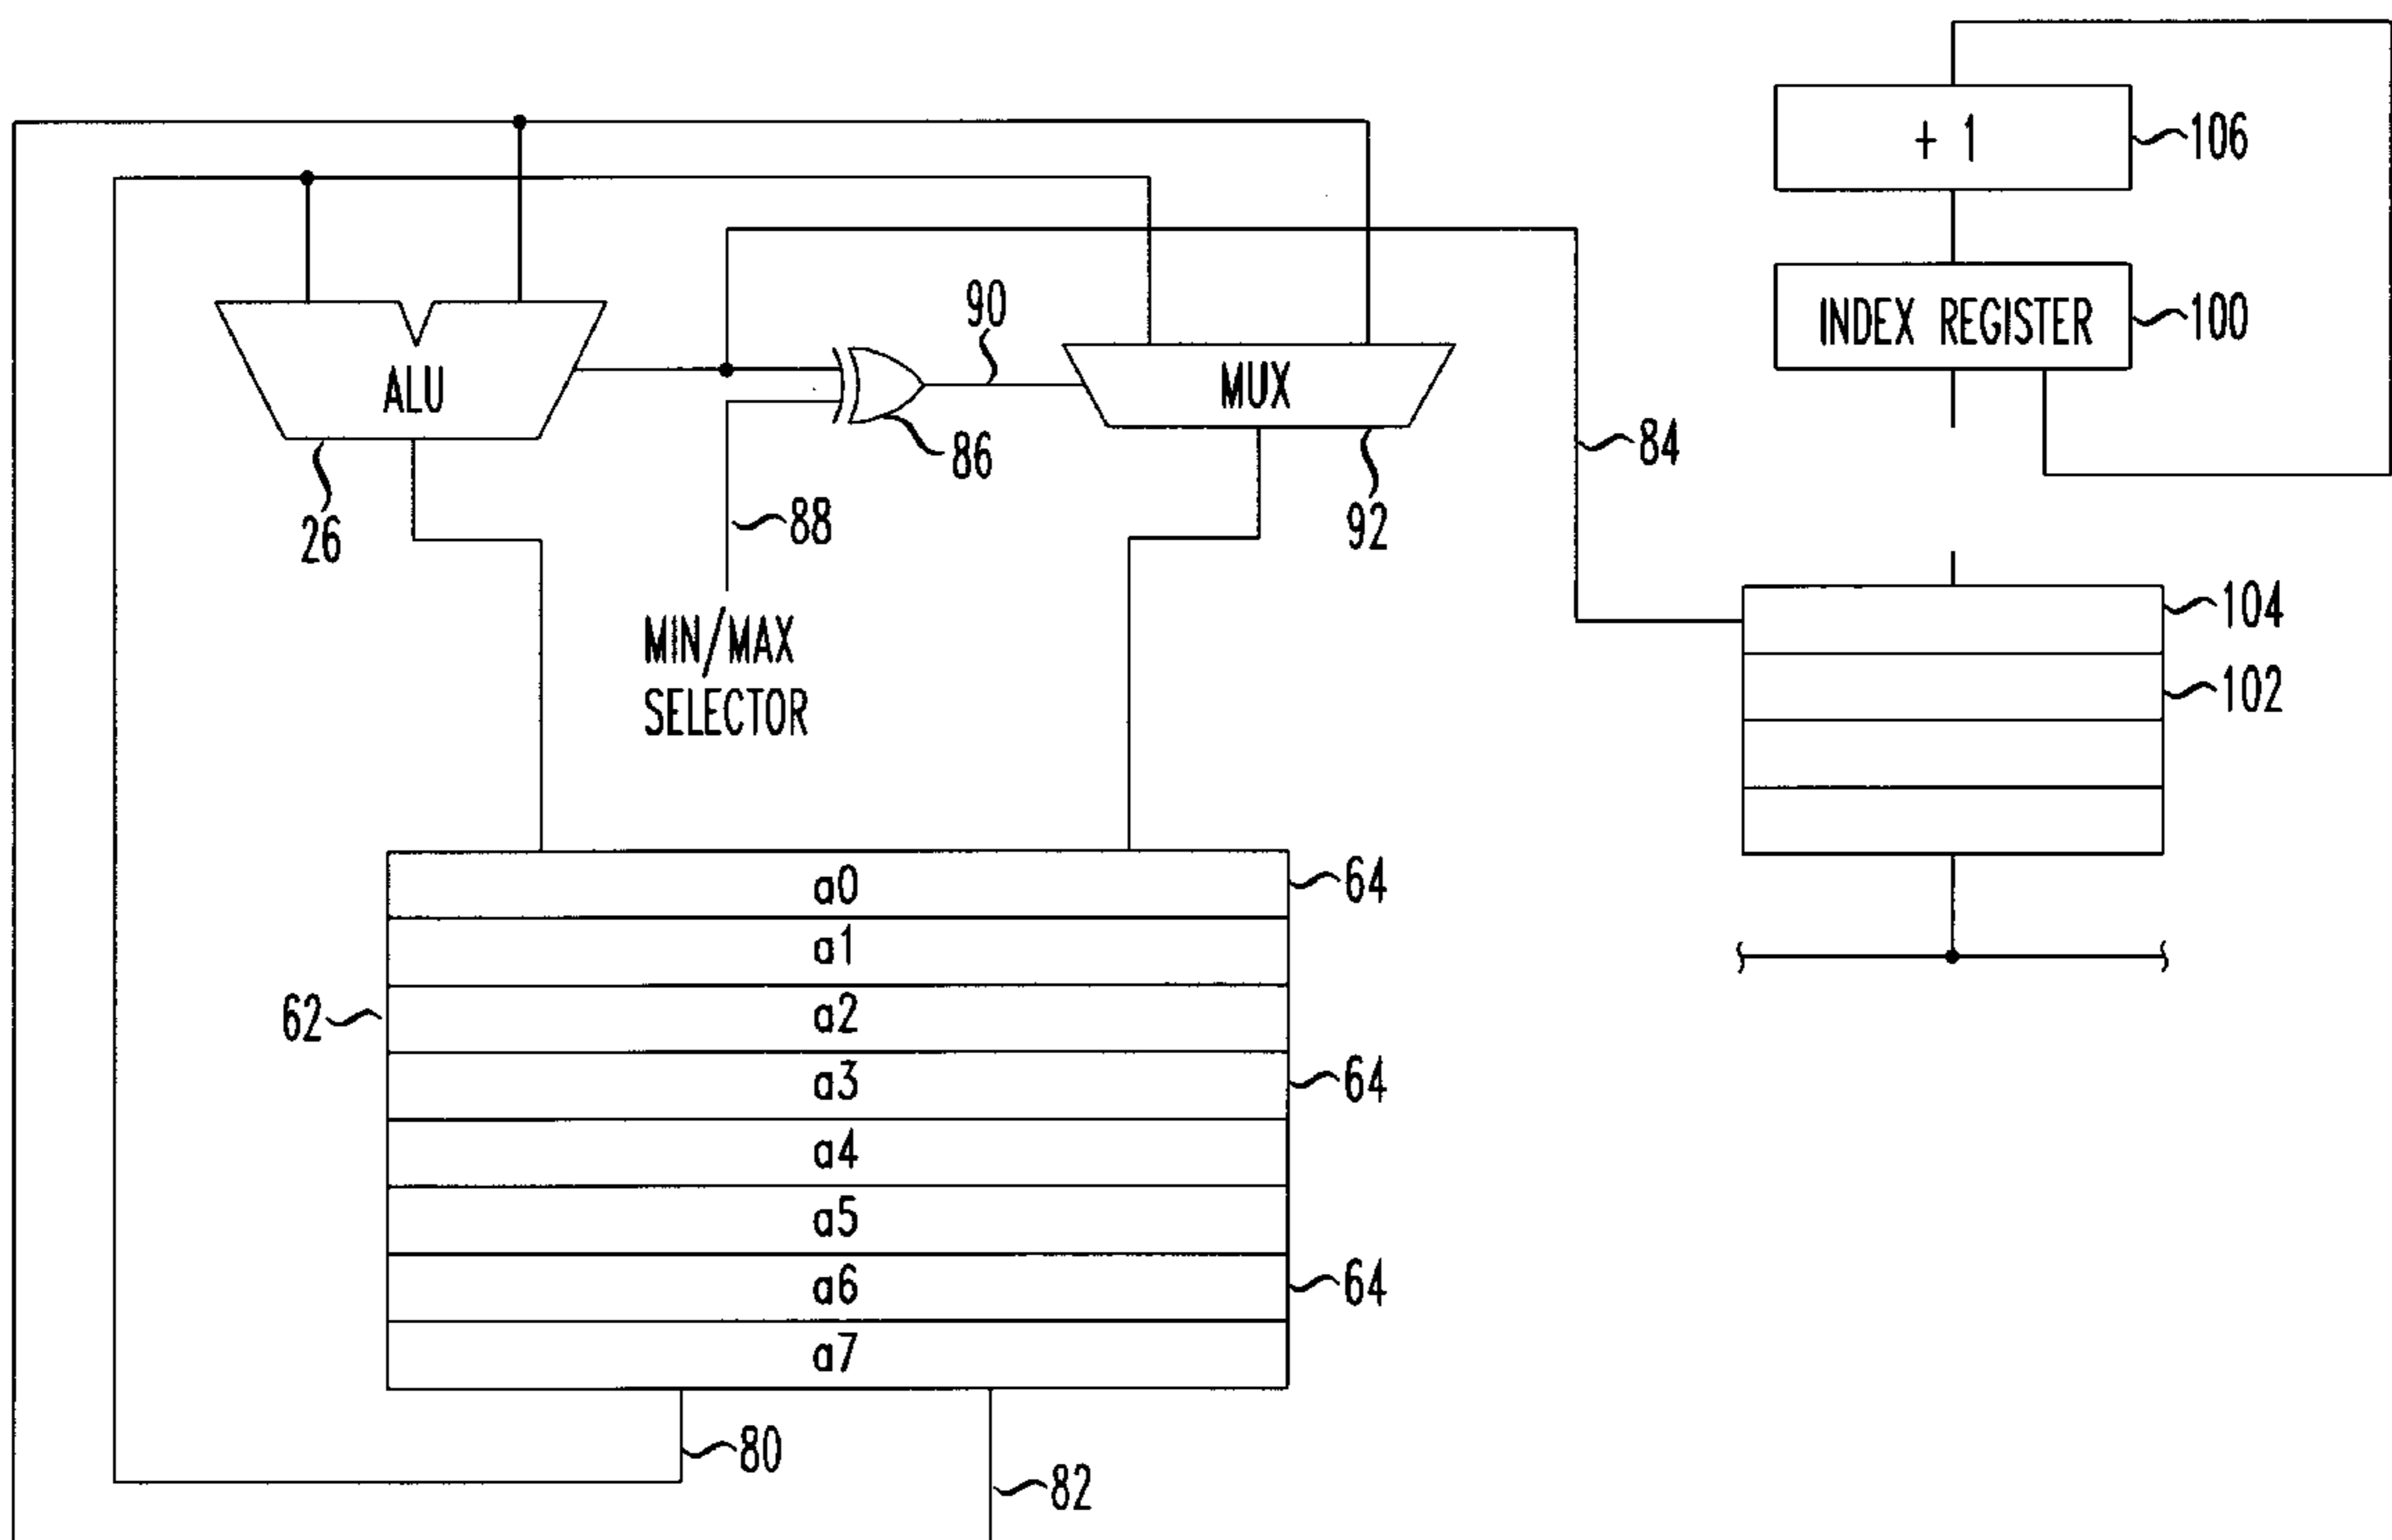 + 1
106
INDEX REGISTER
100
ALU
26
90
86
88
MIN/MAX
SELECTOR
MUX
92
84
104
102
62
a0
64
a1
a2
a3
64
a4
a5
a6
64
a7
80
82